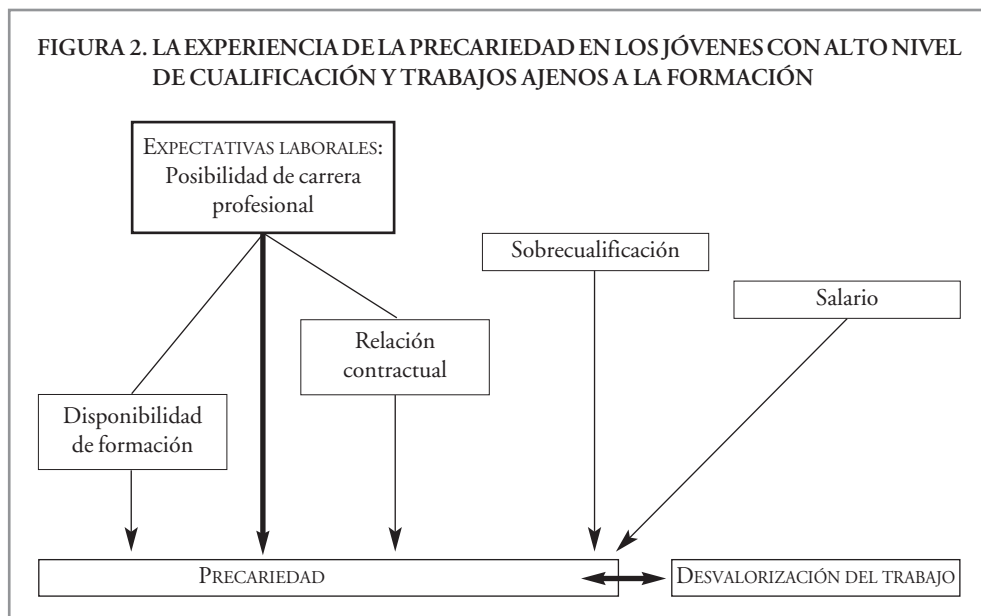 FIGURA 2. LA EXPERIENCIA DE LA PRECARIEDAD EN LOS JÓVENES CON ALTO NIVEL
DE CUALIFICACIÓN Y TRABAJOS AJENOS A LA FORMACIÓN
EXPECTATIVAS LABORALES:
Posibilidad de carrera
profesional
Sobrecualificación
Salario
Relación
contractual
Disponibilidad
de formación
PRECARIEDAD
DESVALORIZACIÓN DEL TRABAJO